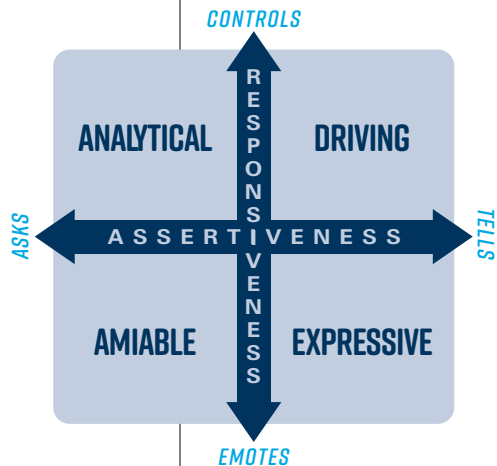 CONTROLS
ANALYTICAL
DRIVING
RESPONSIVENESS
ASKS
ASSERTIVENESS
TELLS
AMIABLE
EXPRESSIVE
EMOTES